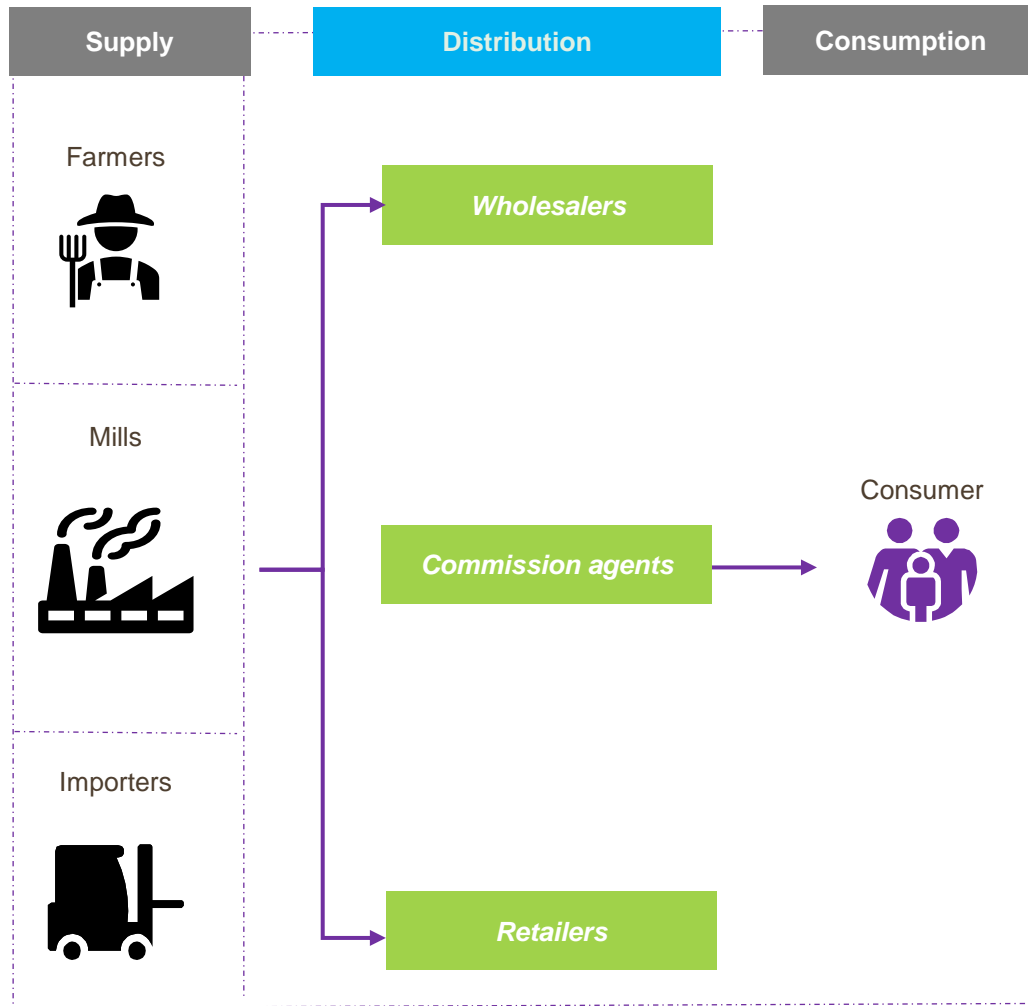 Supply
Distribution
Consumption
Farmers
Wholesalers
Mills
Consumer
Commission agents
Importers
Retailers